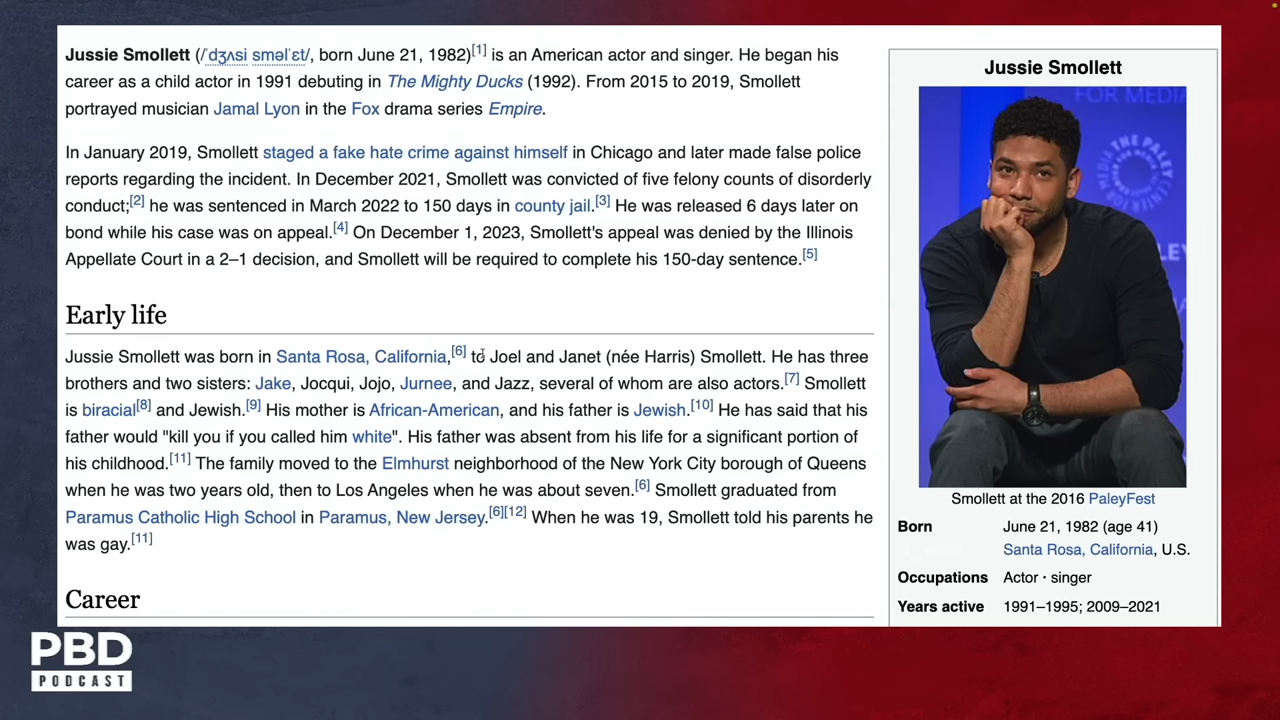 Jussie Smollett (/ˈdʒʌsi sməlˈɛt/, born June 21, 1982)[1] is an American actor and singer. He began his
career as a child actor in 1991 debuting in The Mighty Ducks (1992). From 2015 to 2019, Smollett
portrayed musician Jamal Lyon in the Fox drama series Empire.
In January 2019, Smollett staged a fake hate crime against himself in Chicago and later made false police
reports regarding the incident. In December 2021, Smollett was convicted of five felony counts of disorderly
conduct;[2] he was sentenced in March 2022 to 150 days in county jail.[3] He was released 6 days later on
bond while his case was on appeal.[4] On December 1, 2023, Smollett's appeal was denied by the Illinois
Appellate Court in a 2–1 decision, and Smollett will be required to complete his 150-day sentence.[5]
Early life
Jussie Smollett was born in Santa Rosa, California,[6] to Joel and Janet (née Harris) Smollett. He has three
brothers and two sisters: Jake, Jocqui, Jojo, Jurnee, and Jazz, several of whom are also actors.[7] Smollett
is biracial[8] and Jewish.[9] His mother is African-American, and his father is Jewish.[10] He has said that his
father would "kill you if you called him white". His father was absent from his life for a significant portion of
his childhood.[11] The family moved to the Elmhurst neighborhood of the New York City borough of Queens
when he was two years old, then to Los Angeles when he was about seven.[6] Smollett graduated from
Paramus Catholic High School in Paramus, New Jersey.[6][12] When he was 19, Smollett told his parents he
was gay.[11]
Career
Jussie Smollett
FOR MEDIA
THE PALEY
Smollett at the 2016 PaleyFest
Born June 21, 1982 (age 41)
Santa Rosa, California, U.S.
Occupations Actor · singer
Years active 1991–1995; 2009–2021
PBD
PODCAST